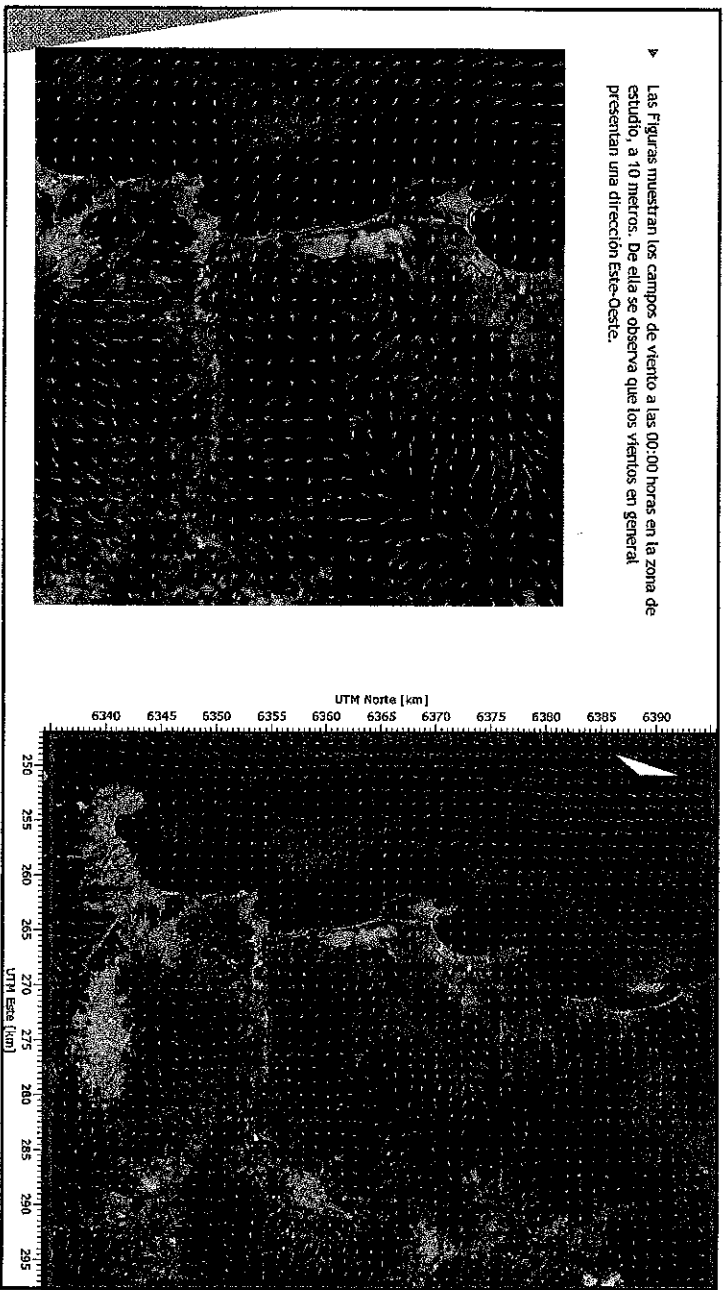 ➤ Las Figuras muestran los campos de viento a las 00:00 horas en la zona de
estudio, a 10 metros. De ella se observa que los vientos en general
presentan una dirección Este-Oeste.
UTM Norte [km]
6340 6345 6350 6355 6360 6365 6370 6375 6380 6385 6390
250 255 260 265 270 275 280 285 290 295
UTM Este [km]